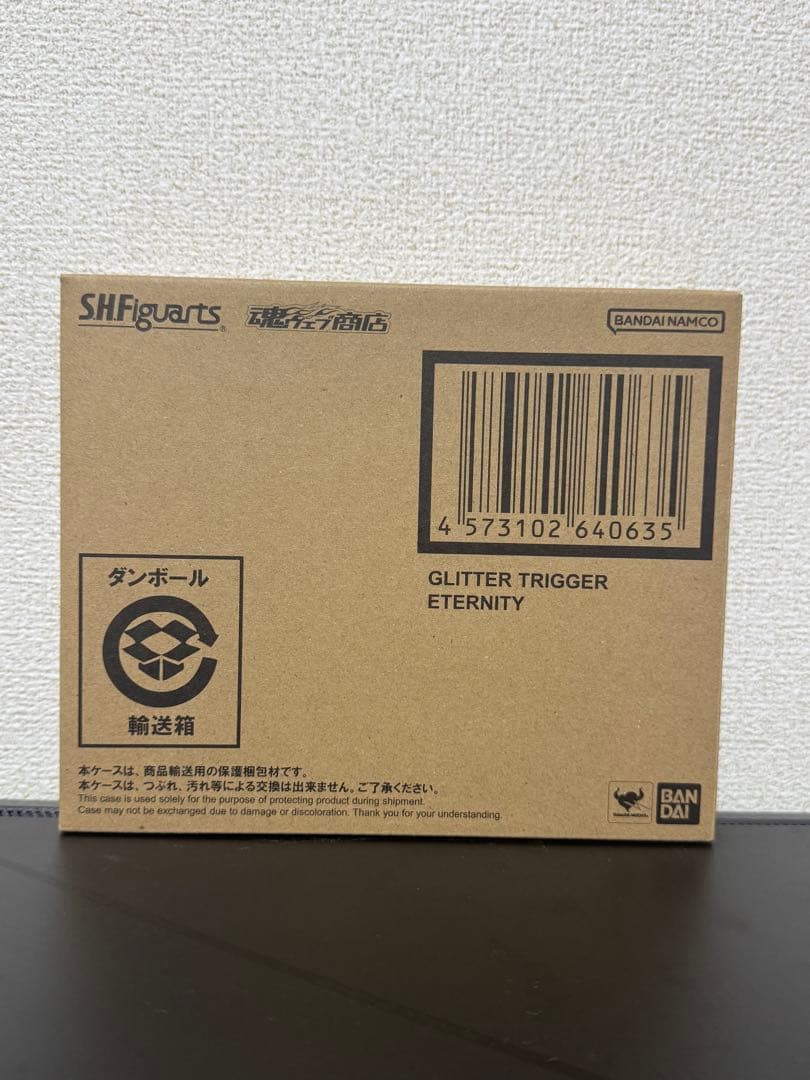 S.H.Figuarts®
魂ウェブ商店
BANDAI NAMCO
4 573102 640635
GLITTER TRIGGER
ETERNITY
ダンボール
輸送箱
本ケースは、商品輸送用の保護梱包材です。
本ケースは、つぶれ、汚れ等による交換は出来ません。ご了承ください。
This case is used solely for the purpose of protecting product during shipment.
Case may not be exchanged due to damage or discoloration. Thank you for your understanding.
BAN
DAI